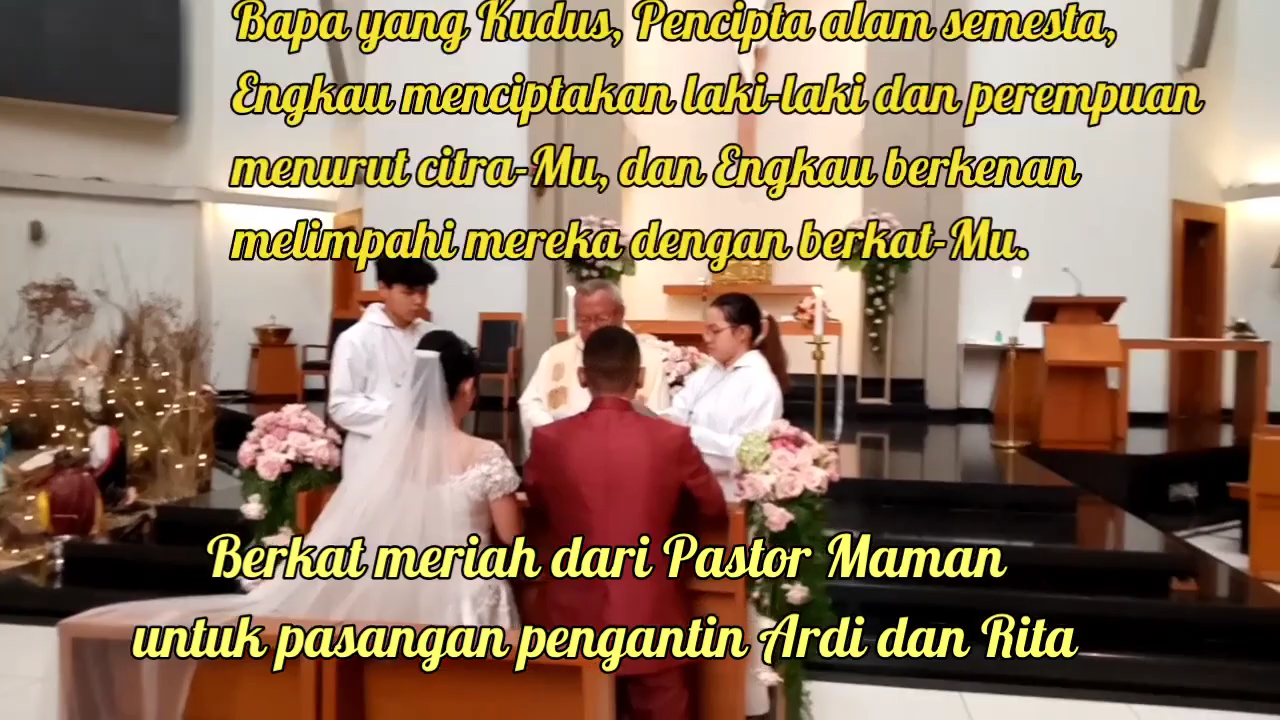 Bapa yang Kudus, Pencipta alam semesta,
Engkau menciptakan laki-laki dan perempuan
menurut citra-Mu, dan Engkau berkenan
melimpahi mereka dengan berkat-Mu.
Berkat meriah dari Pastor Maman
untuk pasangan pengantin Ardi dan Rita